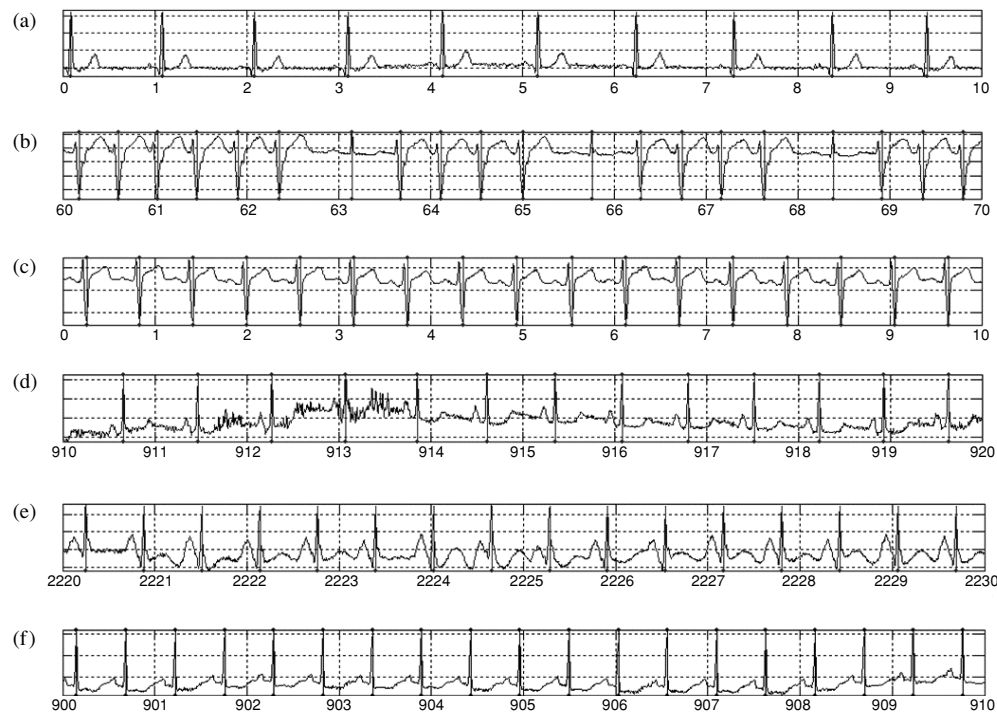 (a)
0 1 2 3 4 5 6 7 8 9 10
(b)
60 61 62 63 64 65 66 67 68 69 70
(c)
0 1 2 3 4 5 6 7 8 9 10
(d)
910 911 912 913 914 915 916 917 918 919 920
(e)
2220 2221 2222 2223 2224 2225 2226 2227 2228 2229 2230
(f)
900 901 902 903 904 905 906 907 908 909 910